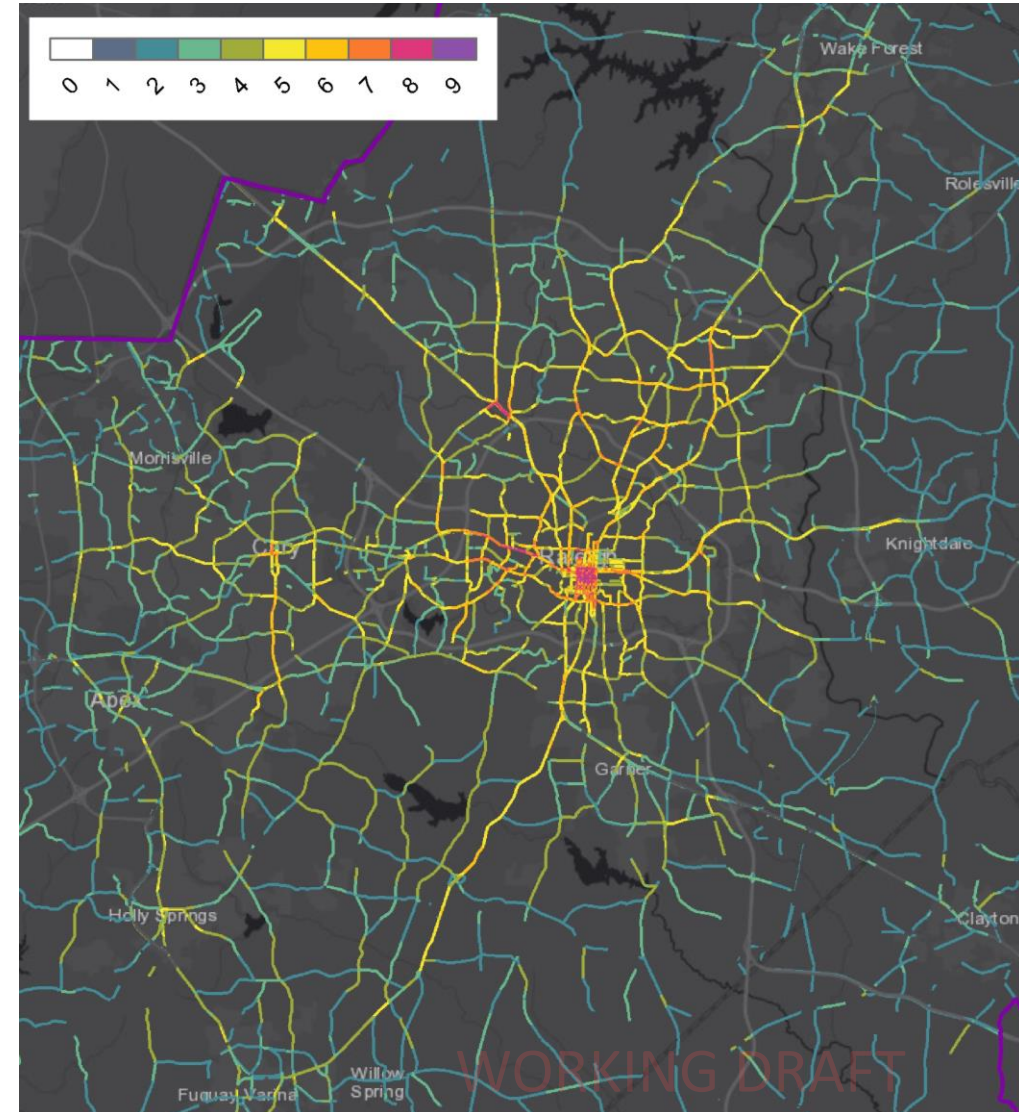 0 1 2 3 4 5 6 7 8 9
Wake Forest
Rolesville
Morrisville
Cary
Raleigh
Knightdale
Apex
Garner
Holly Springs
Clayton
Willow
Spring
Fuquay Varina
WORKING DRAFT